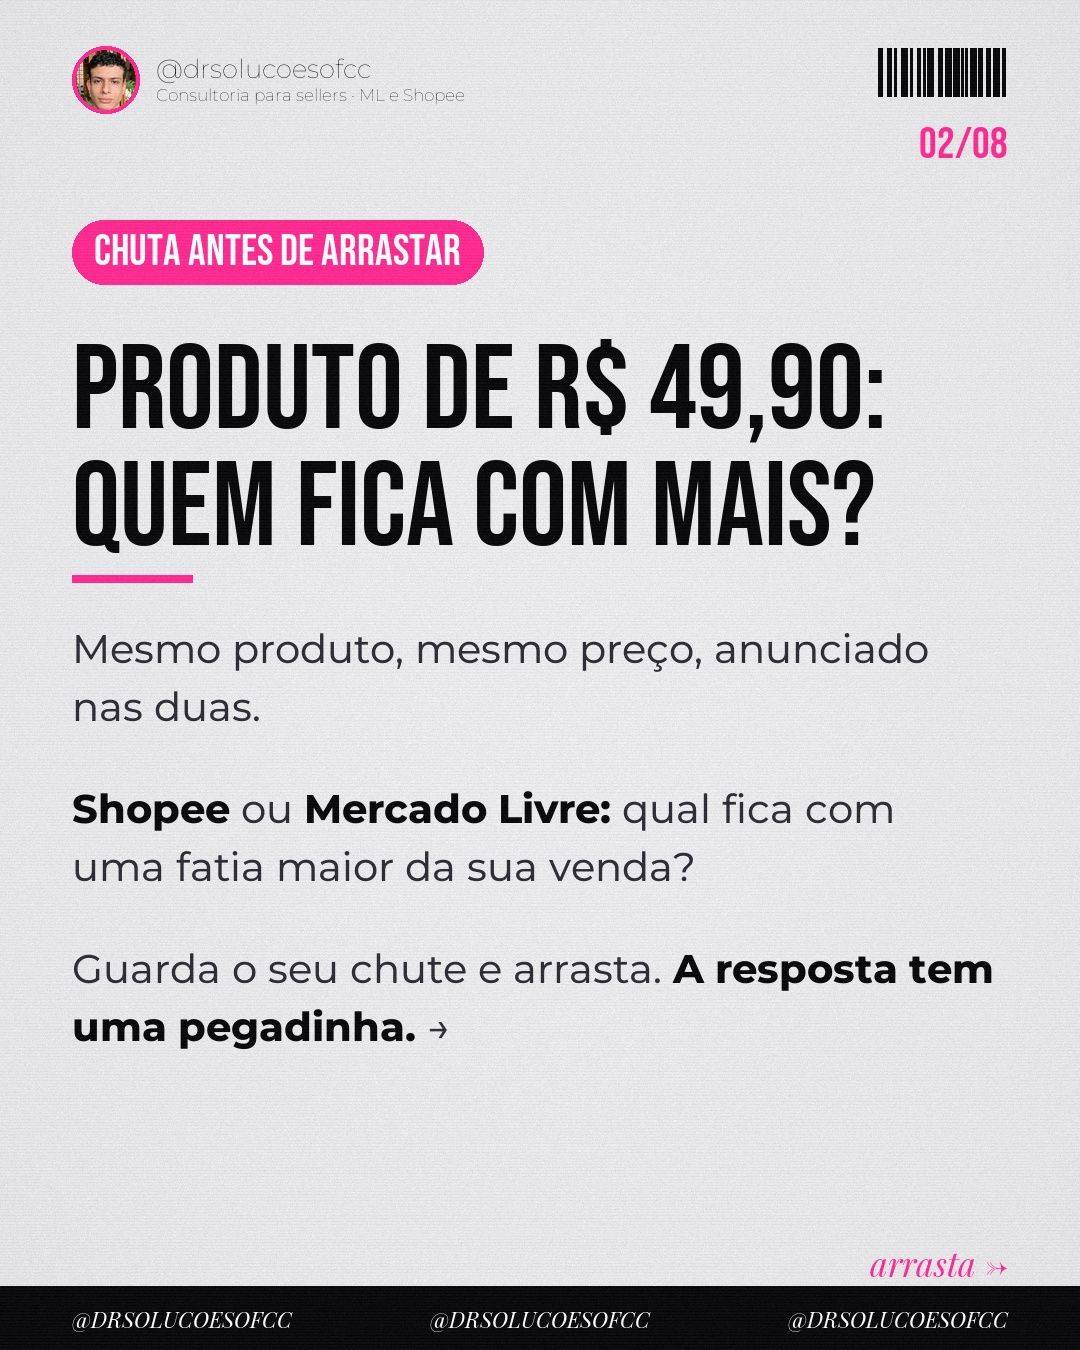 @drsolucoesofcc
Consultoria para sellers · ML e Shopee
02/08
CHUTA ANTES DE ARRASTAR
PRODUTO DE R$ 49,90:
QUEM FICA COM MAIS?
Mesmo produto, mesmo preço, anunciado
nas duas.
Shopee ou Mercado Livre: qual fica com
uma fatia maior da sua venda?
Guarda o seu chute e arrasta. A resposta tem
uma pegadinha. →
arrasta ➳
@DRSOLUCOESOFCC @DRSOLUCOESOFCC @DRSOLUCOESOFCC